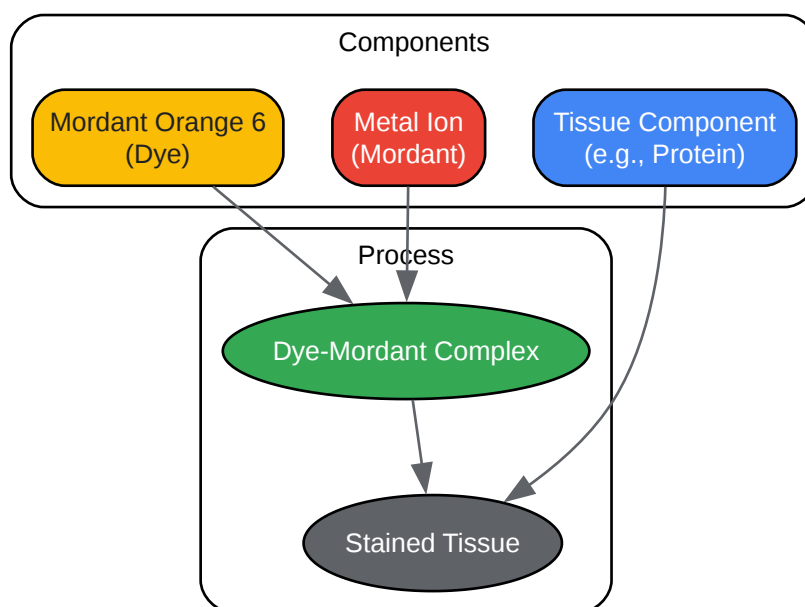 Components
Mordant Orange 6
(Dye)
Metal Ion
(Mordant)
Tissue Component
(e.g., Protein)
Process
Dye-Mordant Complex
Stained Tissue